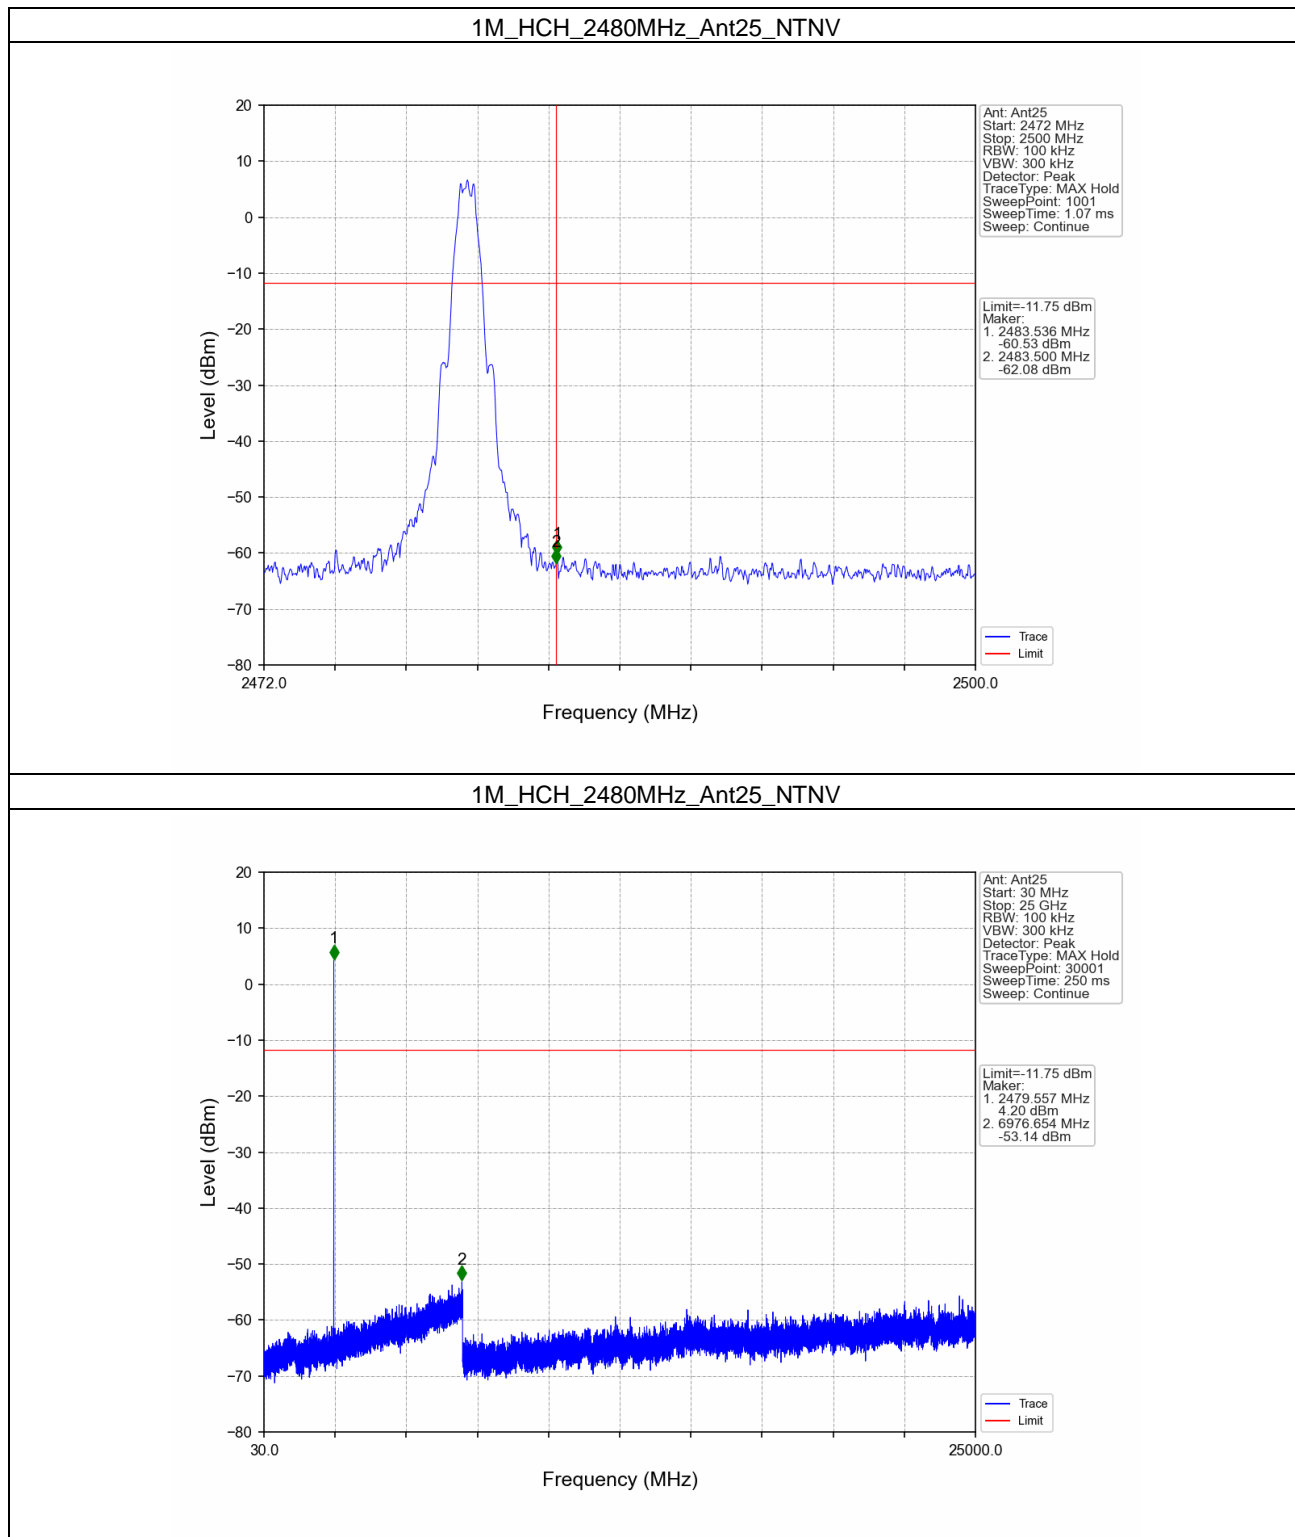 1M_HCH_2480MHz_Ant25_NTNV
20
10
0
−10
−20
−30
−40
−50
−60
−70
−80
Level (dBm)
2472.0
2500.0
Frequency (MHz)
1
2
Ant: Ant25
Start: 2472 MHz
Stop: 2500 MHz
RBW: 100 kHz
VBW: 300 kHz
Detector: Peak
TraceType: MAX Hold
SweepPoint: 1001
SweepTime: 1.07 ms
Sweep: Continue
Limit=-11.75 dBm
Maker:
1. 2483.536 MHz
-60.53 dBm
2. 2483.500 MHz
-62.08 dBm
Trace
Limit
1M_HCH_2480MHz_Ant25_NTNV
20
10
0
−10
−20
−30
−40
−50
−60
−70
−80
Level (dBm)
30.0
25000.0
Frequency (MHz)
1
2
Ant: Ant25
Start: 30 MHz
Stop: 25 GHz
RBW: 100 kHz
VBW: 300 kHz
Detector: Peak
TraceType: MAX Hold
SweepPoint: 30001
SweepTime: 250 ms
Sweep: Continue
Limit=-11.75 dBm
Maker:
1. 2479.557 MHz
4.20 dBm
2. 6976.654 MHz
-53.14 dBm
Trace
Limit